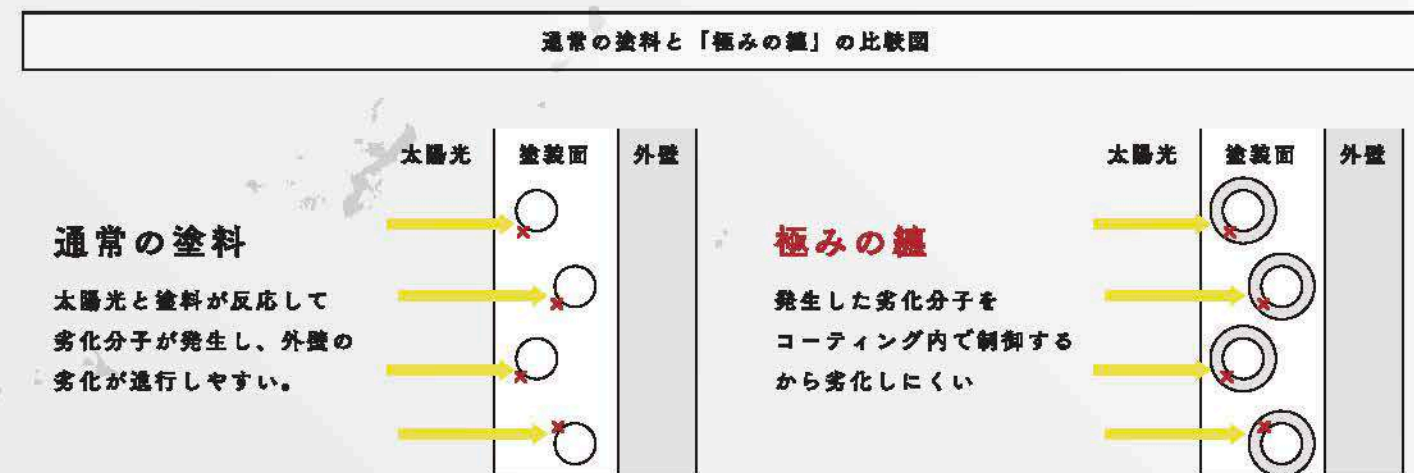 通常の塗料と「極みの纏」の比較図
太陽光
塗装面
外壁
通常の塗料
太陽光と塗料が反応して
劣化分子が発生し、外壁の
劣化が進行しやすい。
太陽光
塗装面
外壁
極みの纏
発生した劣化分子を
コーティング内で制御する
から劣化しにくい